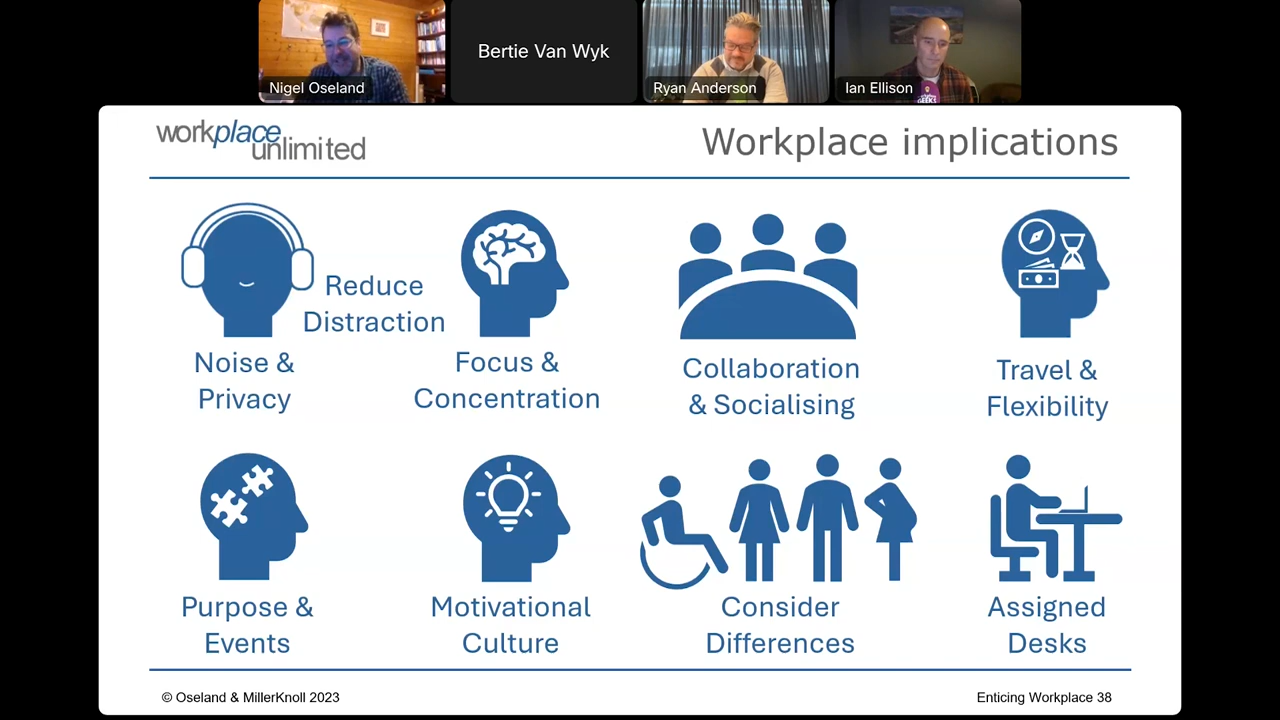 Bertie Van Wyk
Nigel Oseland
Ryan Anderson
Ian Ellison
workplace
unlimited
Workplace implications
Reduce
Distraction
Noise &
Privacy
Focus &
Concentration
Collaboration
& Socialising
Travel &
Flexibility
Purpose &
Events
Motivational
Culture
Consider
Differences
Assigned
Desks
© Oseland & MillerKnoll 2023
Enticing Workplace 38